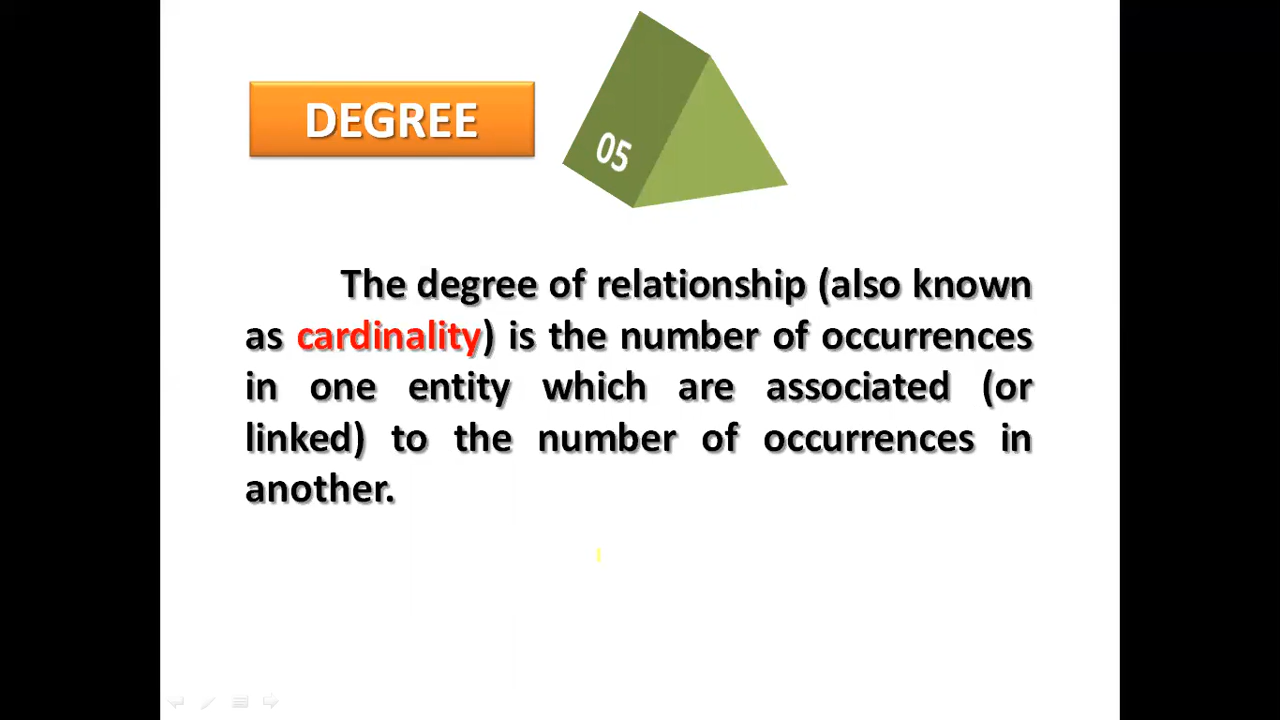 DEGREE
05
The degree of relationship (also known
as cardinality) is the number of occurrences
in one entity which are associated (or
linked) to the number of occurrences in
another.